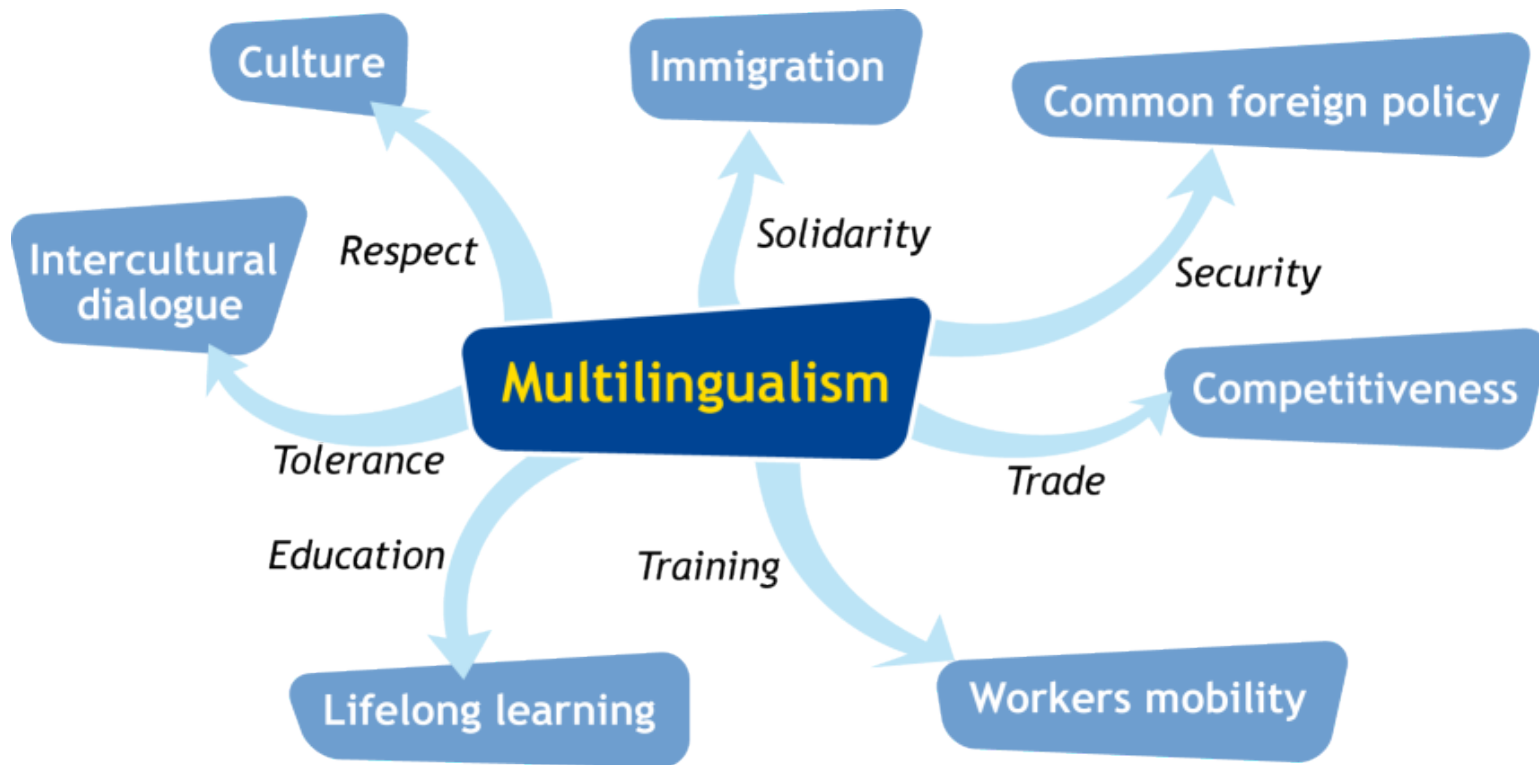 Culture
Immigration
Common foreign policy
Intercultural
dialogue
Respect
Solidarity
Security
Multilingualism
Competitiveness
Tolerance
Trade
Education
Training
Lifelong learning
Workers mobility